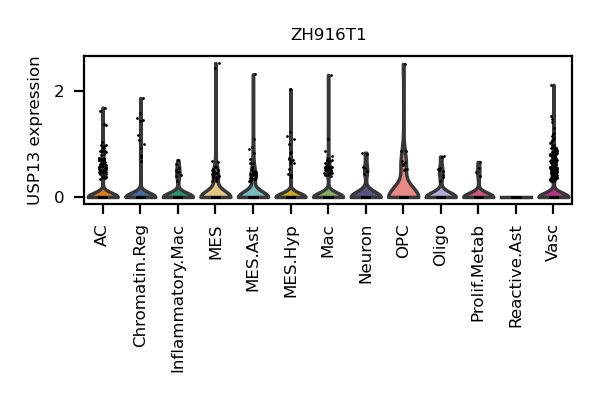 ZH916T1
USP13 expression
2
0
AC
Chromatin.Reg
Inflammatory.Mac
MES
MES.Ast
MES.Hyp
Mac
Neuron
OPC
Oligo
Prolif.Metab
Reactive.Ast
Vasc